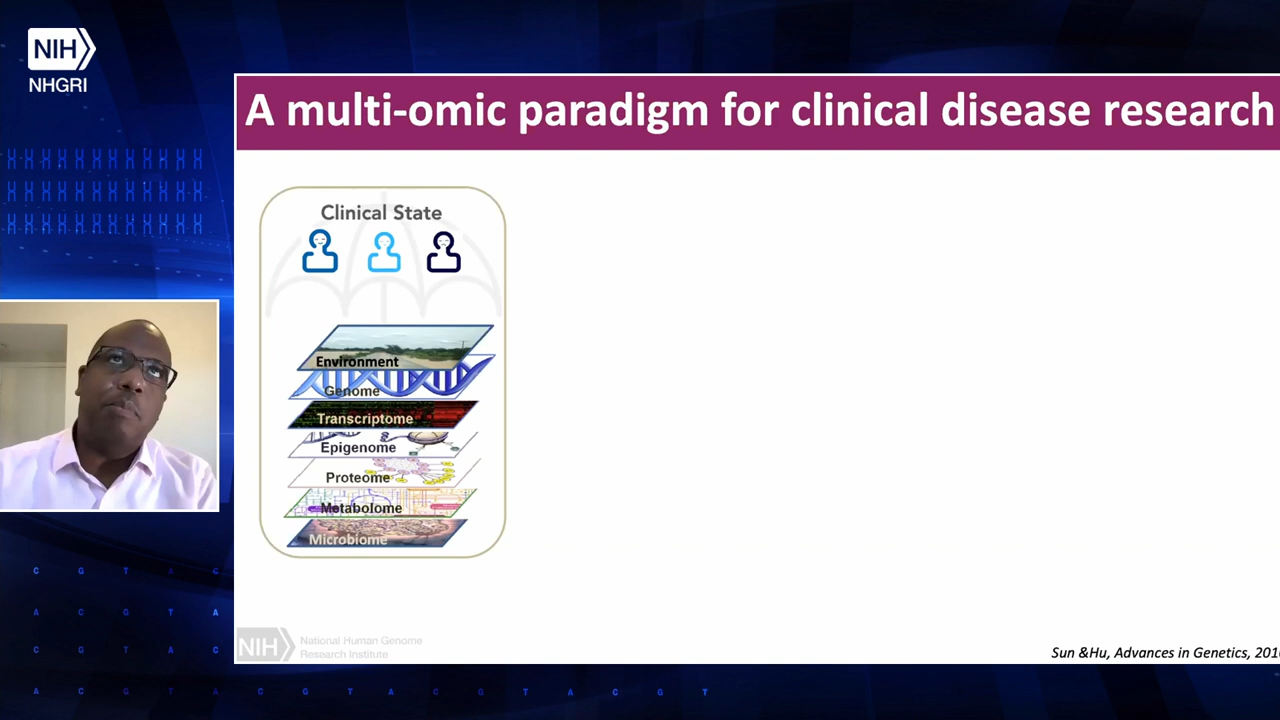 NIH
NHGRI
A multi-omic paradigm for clinical disease research
Clinical State
Environment
Genome
Transcriptome
Epigenome
Proteome
Metabolome
Microbiome
NIH
National Human Genome
Research Institute
Sun &Hu, Advances in Genetics, 201
C G T A C
A C G T A
C G T A C
A C G T A C G T A C G T A C G T